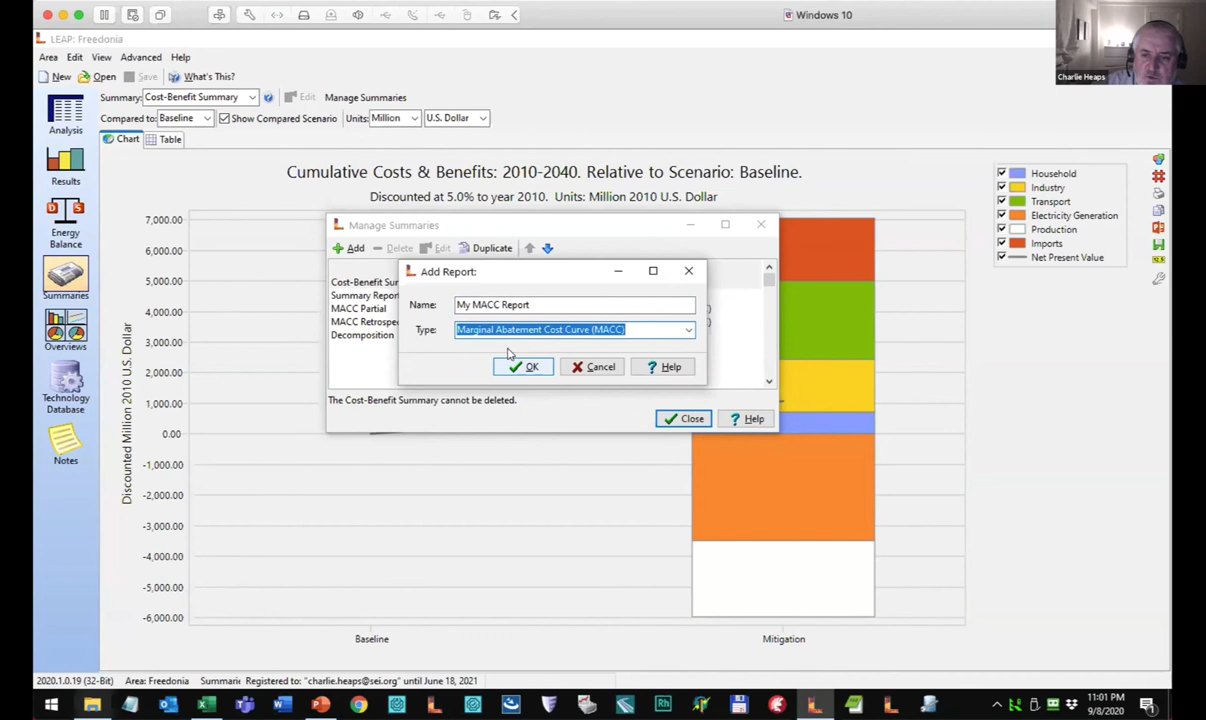 Windows 10
LEAP: Freedonia
Area Edit View Advanced Help
New Open Save What's This?
Summary: Cost-Benefit Summary Edit Manage Summaries
Compared to: Baseline Show Compared Scenario Units: Million U.S. Dollar
Chart Table
Charlie Heaps
Analysis
Results
Energy
Balance
Summaries
Overviews
Technology
Database
Notes
Cumulative Costs & Benefits: 2010-2040. Relative to Scenario: Baseline.
Discounted at 5.0% to year 2010. Units: Million 2010 U.S. Dollar
Household
Industry
Transport
Electricity Generation
Production
Imports
Net Present Value
Discounted Million 2010 U.S. Dollar
7,000.00
6,000.00
5,000.00
4,000.00
3,000.00
2,000.00
1,000.00
0.00
-1,000.00
-2,000.00
-3,000.00
-4,000.00
-5,000.00
-6,000.00
Baseline
Mitigation
Manage Summaries
Add Delete Edit Duplicate
Cost-Benefit Sur
Summary Report
MACC Partial
MACC Retrospe
Decomposition
The Cost-Benefit Summary cannot be deleted.
Close Help
Add Report:
Name: My MACC Report
Type: Marginal Abatement Cost Curve (MACC)
OK Cancel Help
2020.1.0.19 (32-Bit) Area: Freedonia Summarie Registered to: "charlie.heaps@sei.org" until June 18, 2021
11:01 PM
9/8/2020